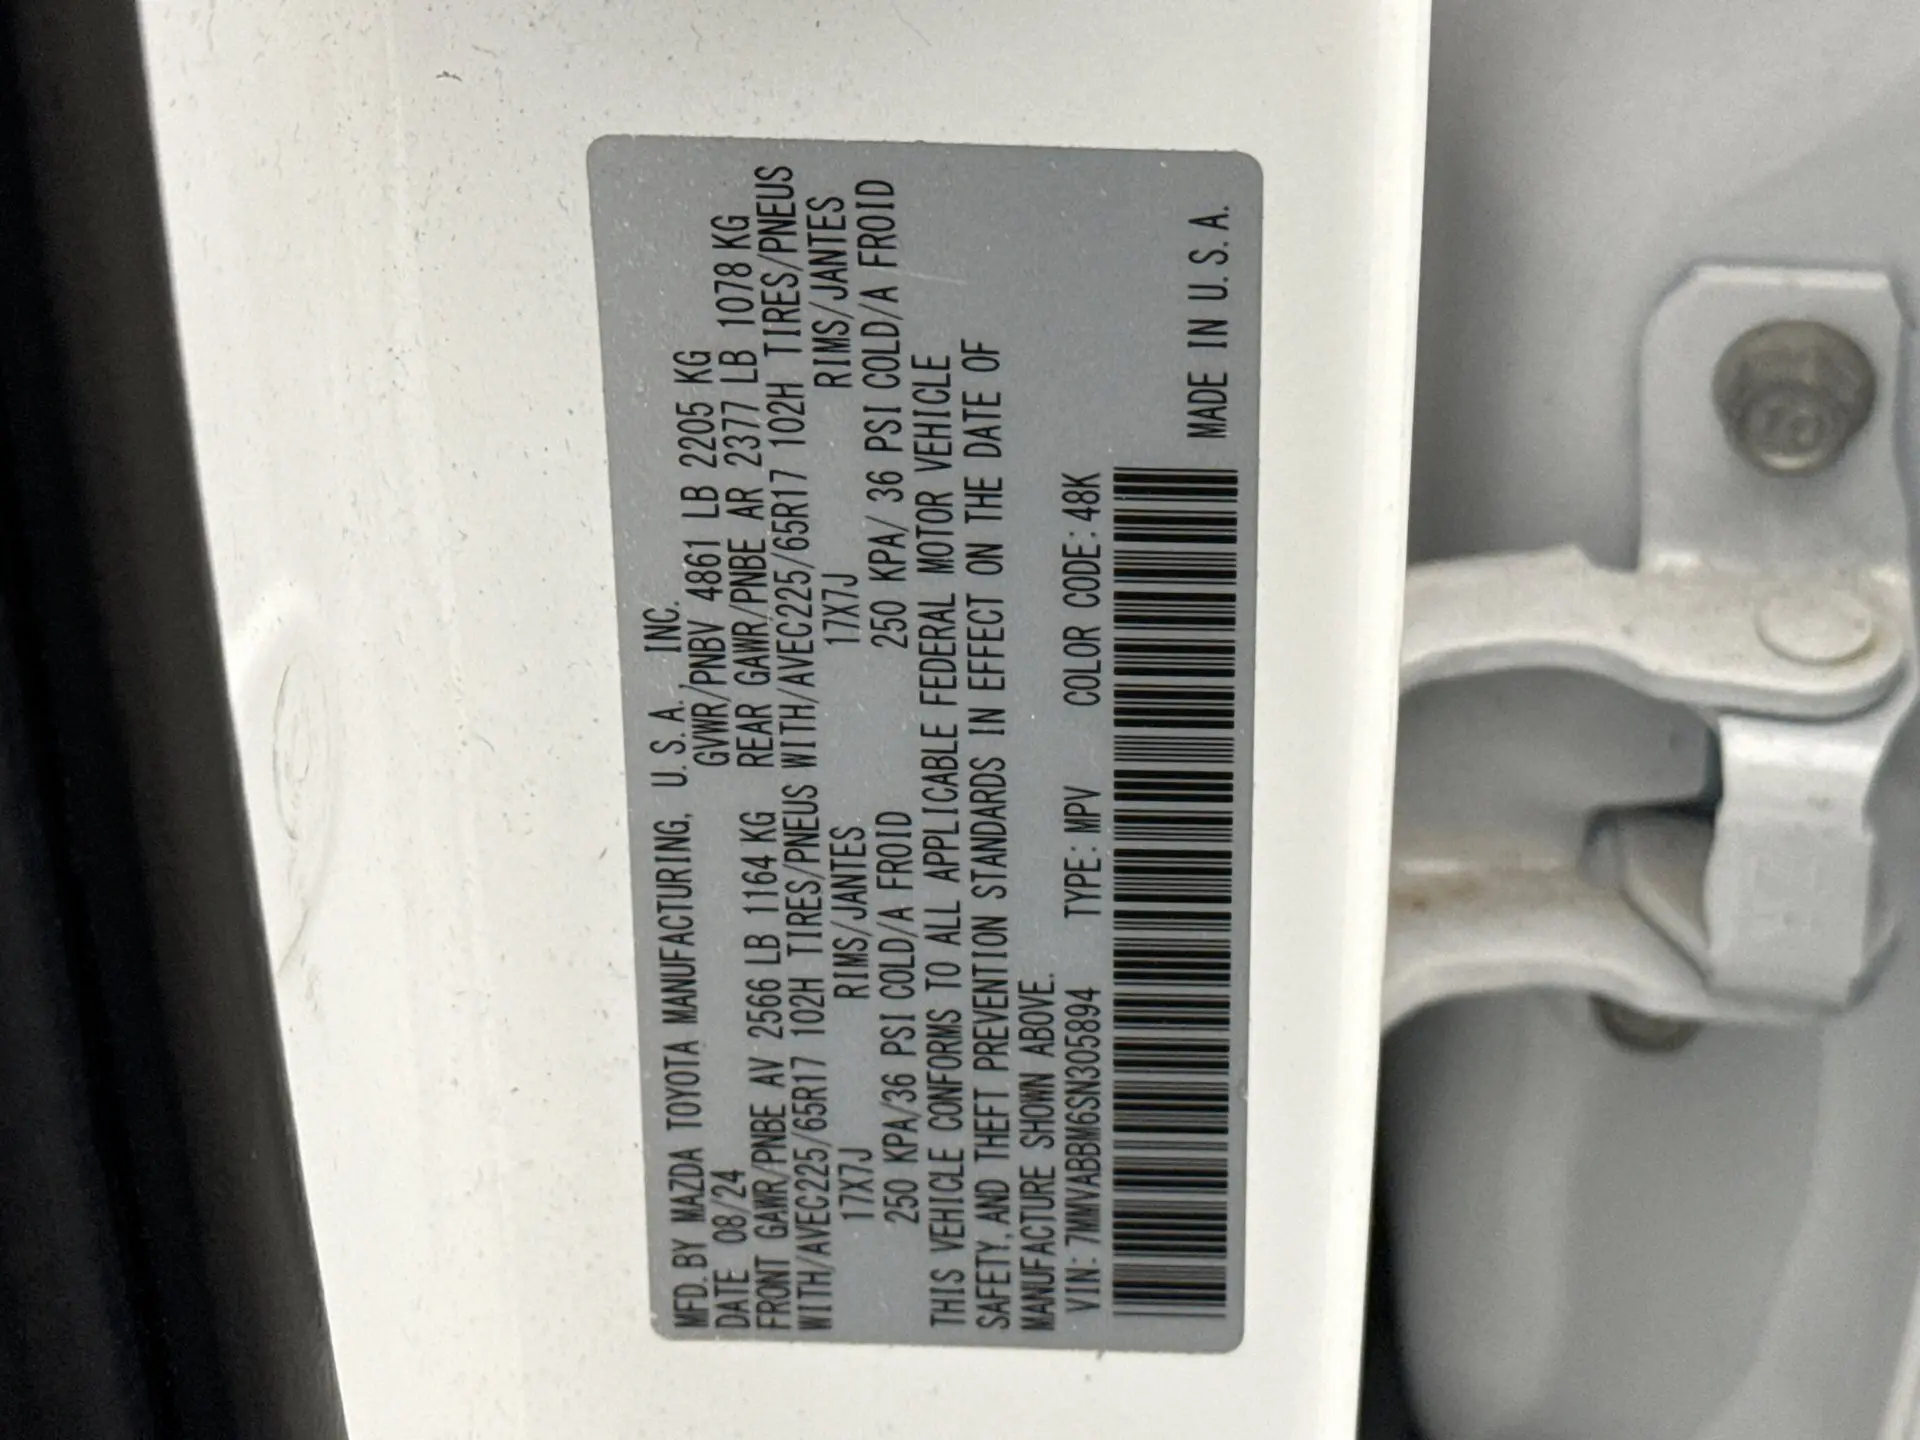 MFD. BY MAZDA TOYOTA MANUFACTURING, U.S.A. INC.
DATE 08/24 GVWR/PNBV 4861 LB 2205 KG
FRONT GAWR/PNBE AV 2566 LB 1164 KG REAR GAWR/PNBE AR 2377 LB 1078 KG
WITH/AVEC225/65R17 102H TIRES/PNEUS WITH/AVEC225/65R17 102H TIRES/PNEUS
17X7J RIMS/JANTES 17X7J RIMS/JANTES
250 KPA/36 PSI COLD/A FROID 250 KPA/ 36 PSI COLD/A FROID
THIS VEHICLE CONFORMS TO ALL APPLICABLE FEDERAL MOTOR VEHICLE
SAFETY, AND THEFT PREVENTION STANDARDS IN EFFECT ON THE DATE OF
MANUFACTURE SHOWN ABOVE.
VIN: 7MMVABBM6SN305894 TYPE: MPV COLOR CODE: 48K
MADE IN U.S.A.